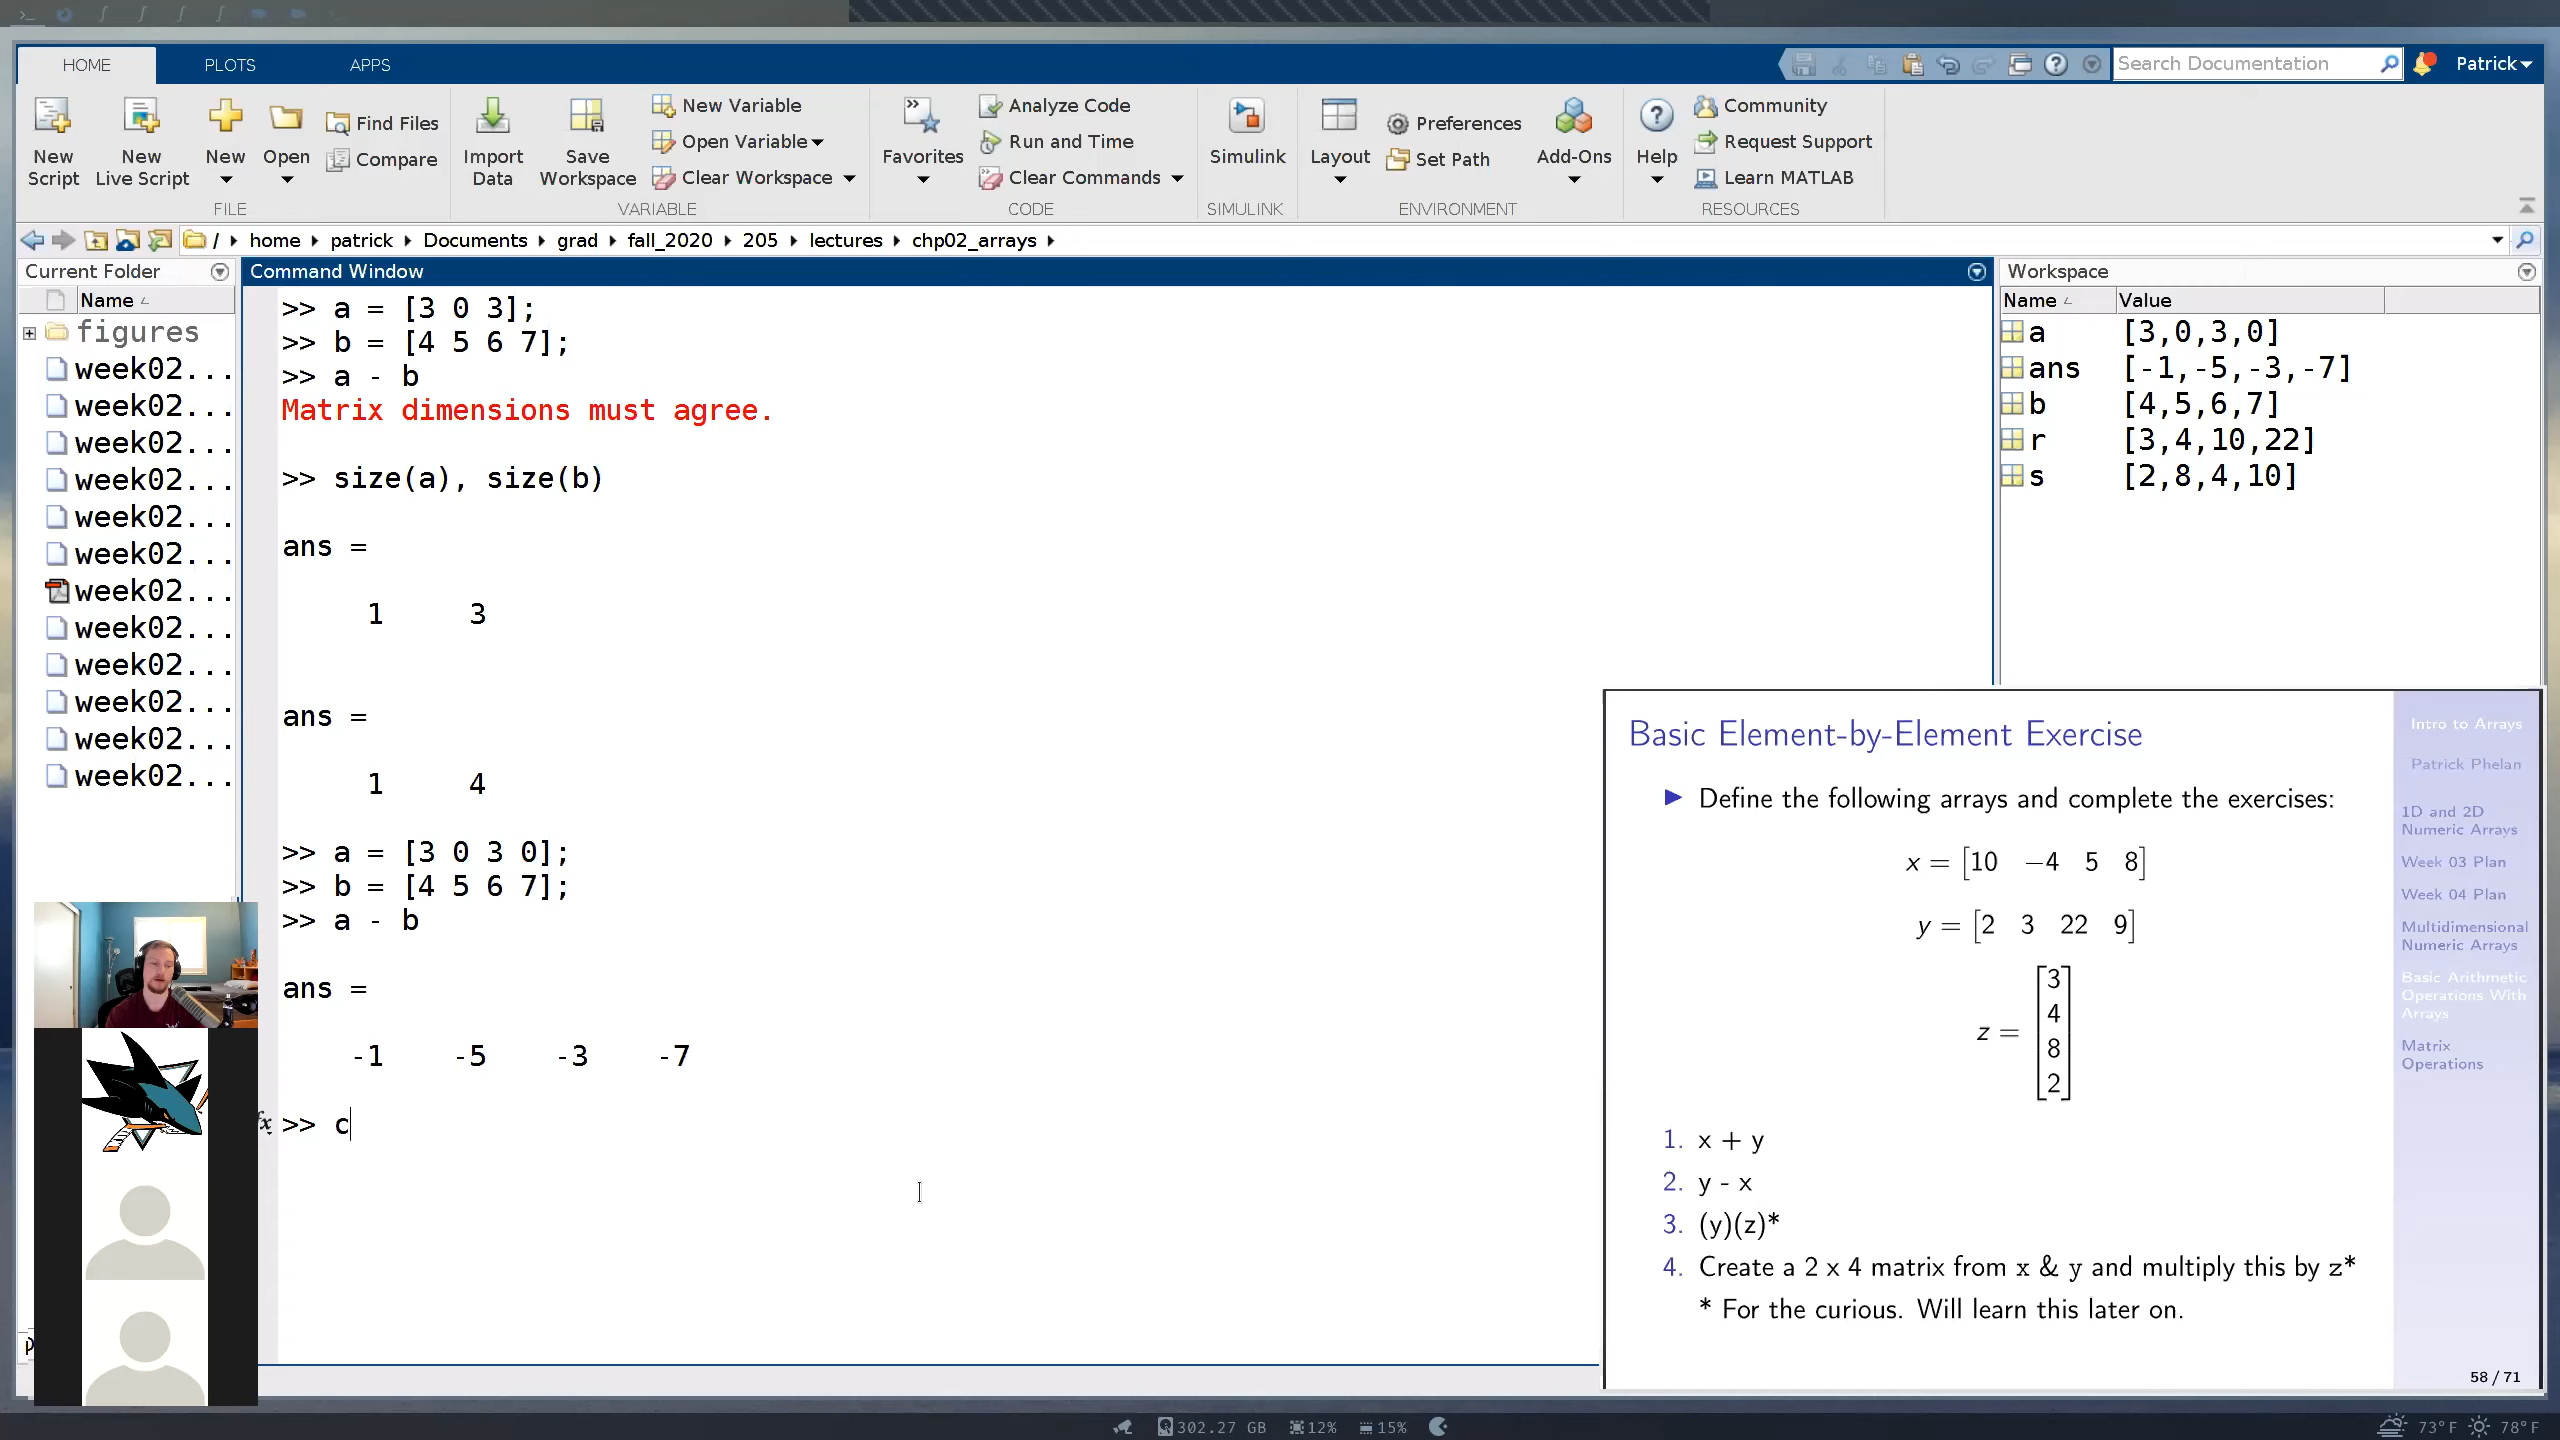 HOME PLOTS APPS
Search Documentation Patrick
New Script
New Live Script
New
Open
Find Files
Compare
FILE
Import Data
Save Workspace
New Variable
Open Variable
Clear Workspace
VARIABLE
Favorites
Analyze Code
Run and Time
Clear Commands
CODE
Simulink
SIMULINK
Layout
Preferences
Set Path
Add-Ons
ENVIRONMENT
Help
Community
Request Support
Learn MATLAB
RESOURCES
/ home patrick Documents grad fall_2020 205 lectures chp02_arrays
Current Folder
Name
figures
week02...
week02...
week02...
week02...
week02...
week02...
week02...
week02...
week02...
week02...
week02...
week02...
Command Window
>> a = [3 0 3];
>> b = [4 5 6 7];
>> a - b
Matrix dimensions must agree.
>> size(a), size(b)
ans =
1 3
ans =
1 4
>> a = [3 0 3 0];
>> b = [4 5 6 7];
>> a - b
ans =
-1 -5 -3 -7
fx >> c
Workspace
Name Value
a [3,0,3,0]
ans [-1,-5,-3,-7]
b [4,5,6,7]
r [3,4,10,22]
s [2,8,4,10]
Basic Element-by-Element Exercise
Define the following arrays and complete the exercises:
x = [10 −4 5 8]
y = [2 3 22 9]
z = [3
4
8
2]
1. x + y
2. y - x
3. (y)(z)*
4. Create a 2 x 4 matrix from x & y and multiply this by z*
* For the curious. Will learn this later on.
Intro to Arrays
Patrick Phelan
1D and 2D
Numeric Arrays
Week 03 Plan
Week 04 Plan
Multidimensional
Numeric Arrays
Basic Arithmetic
Operations With
Arrays
Matrix
Operations
58 / 71
302.27 GB 12% 15%
73°F 78°F